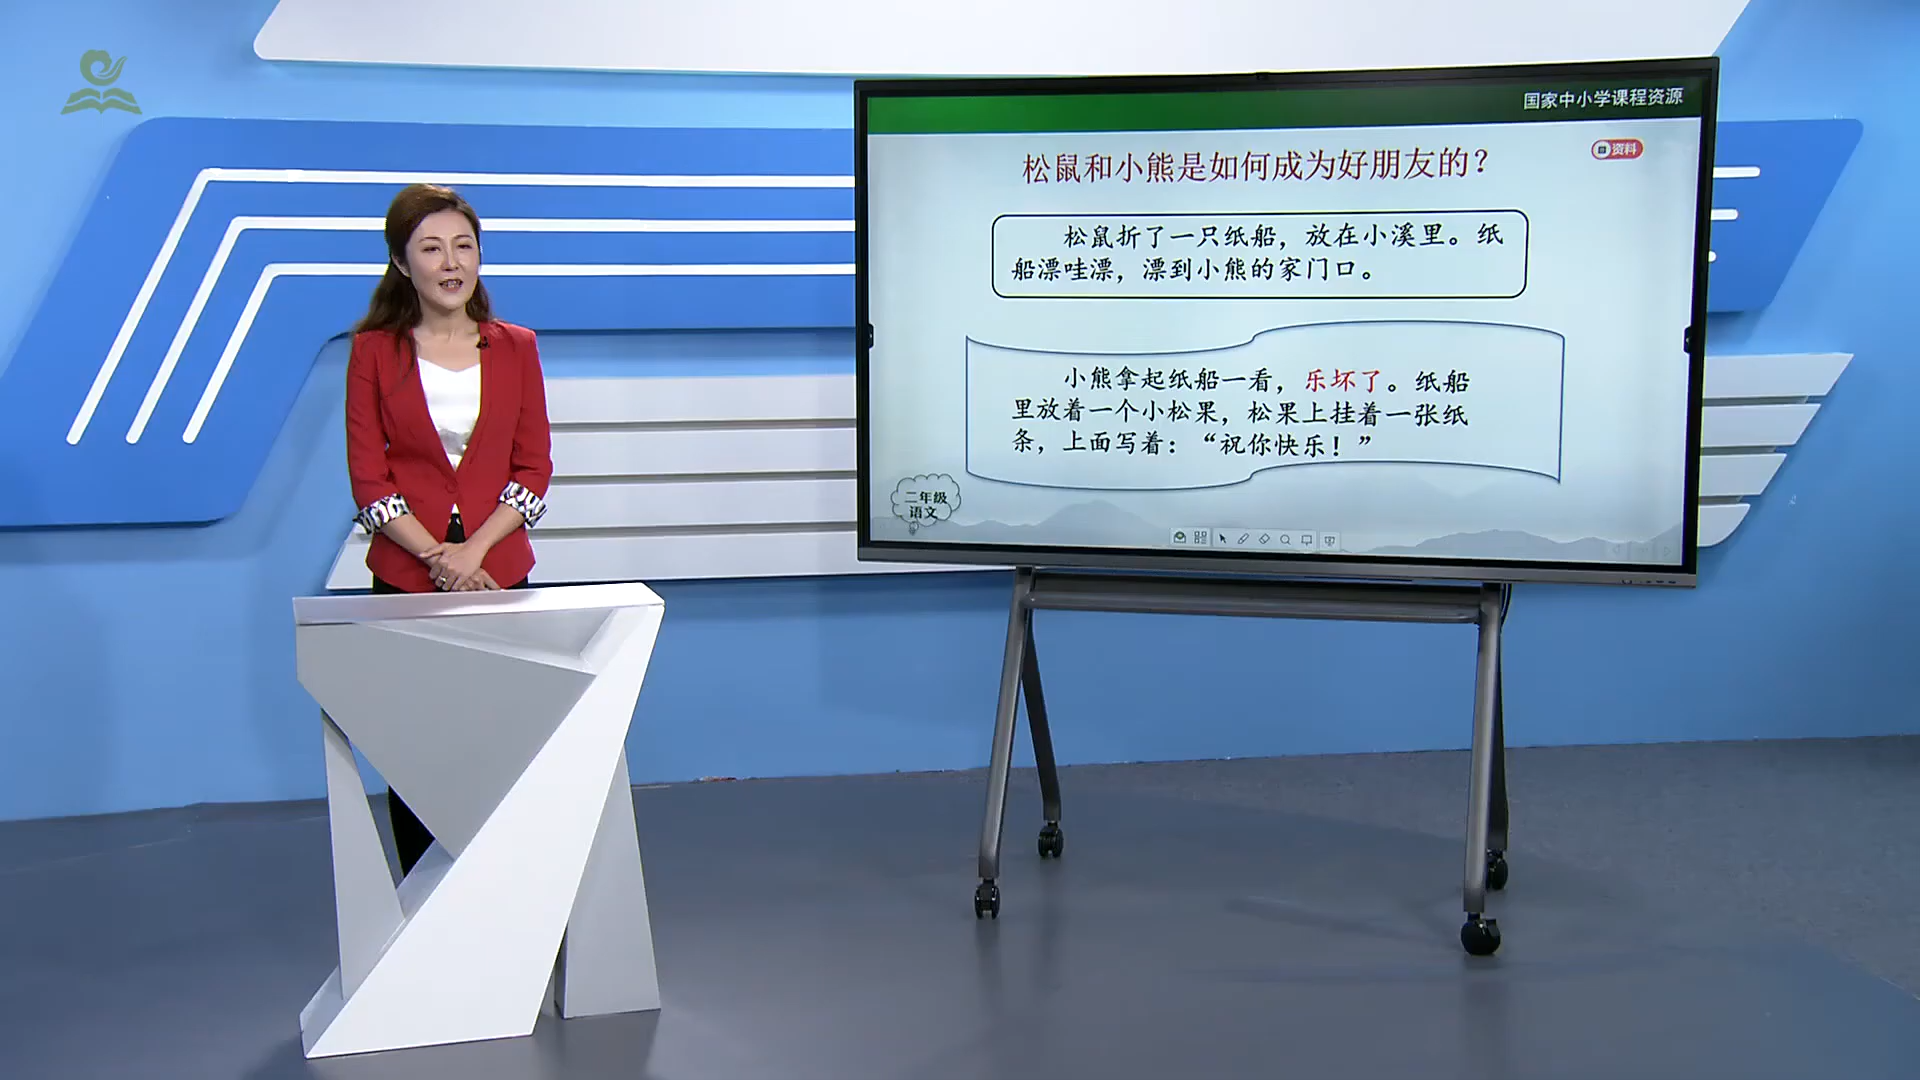 国家中小学课程资源
资料
松鼠和小熊是如何成为好朋友的？
松鼠折了一只纸船，放在小溪里。纸
船漂哇漂，漂到小熊的家门口。
小熊拿起纸船一看，乐坏了。纸船
里放着一个小松果，松果上挂着一张纸
条，上面写着：“祝你快乐！”
二年级
语文